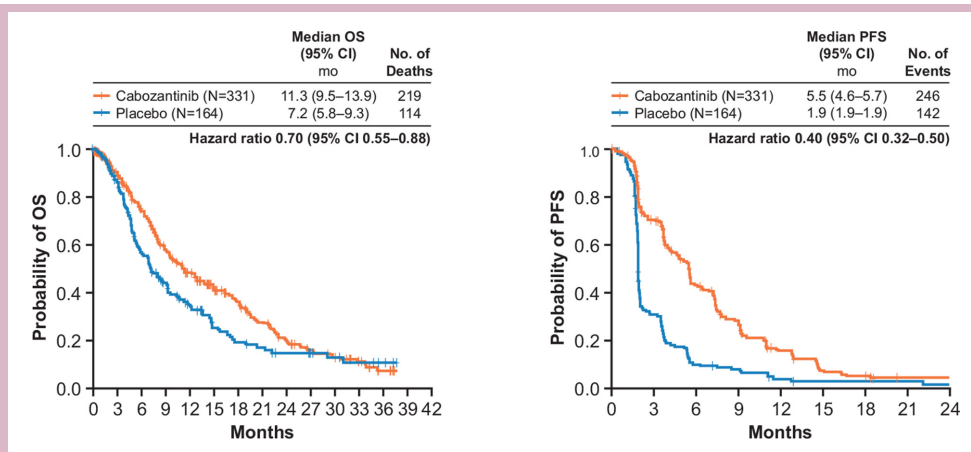 Median OS
(95% CI)
mo
No. of
Deaths
Cabozantinib (N=331) 11.3 (9.5–13.9) 219
Placebo (N=164) 7.2 (5.8–9.3) 114
Hazard ratio 0.70 (95% CI 0.55–0.88)
Probability of OS
1.0
0.8
0.6
0.4
0.2
0.0
0 3 6 9 12 15 18 21 24 27 30 33 36 39 42
Months
Median PFS
(95% CI)
mo
No. of
Events
Cabozantinib (N=331) 5.5 (4.6–5.7) 246
Placebo (N=164) 1.9 (1.9–1.9) 142
Hazard ratio 0.40 (95% CI 0.32–0.50)
Probability of PFS
1.0
0.8
0.6
0.4
0.2
0.0
0 3 6 9 12 15 18 21 24
Months